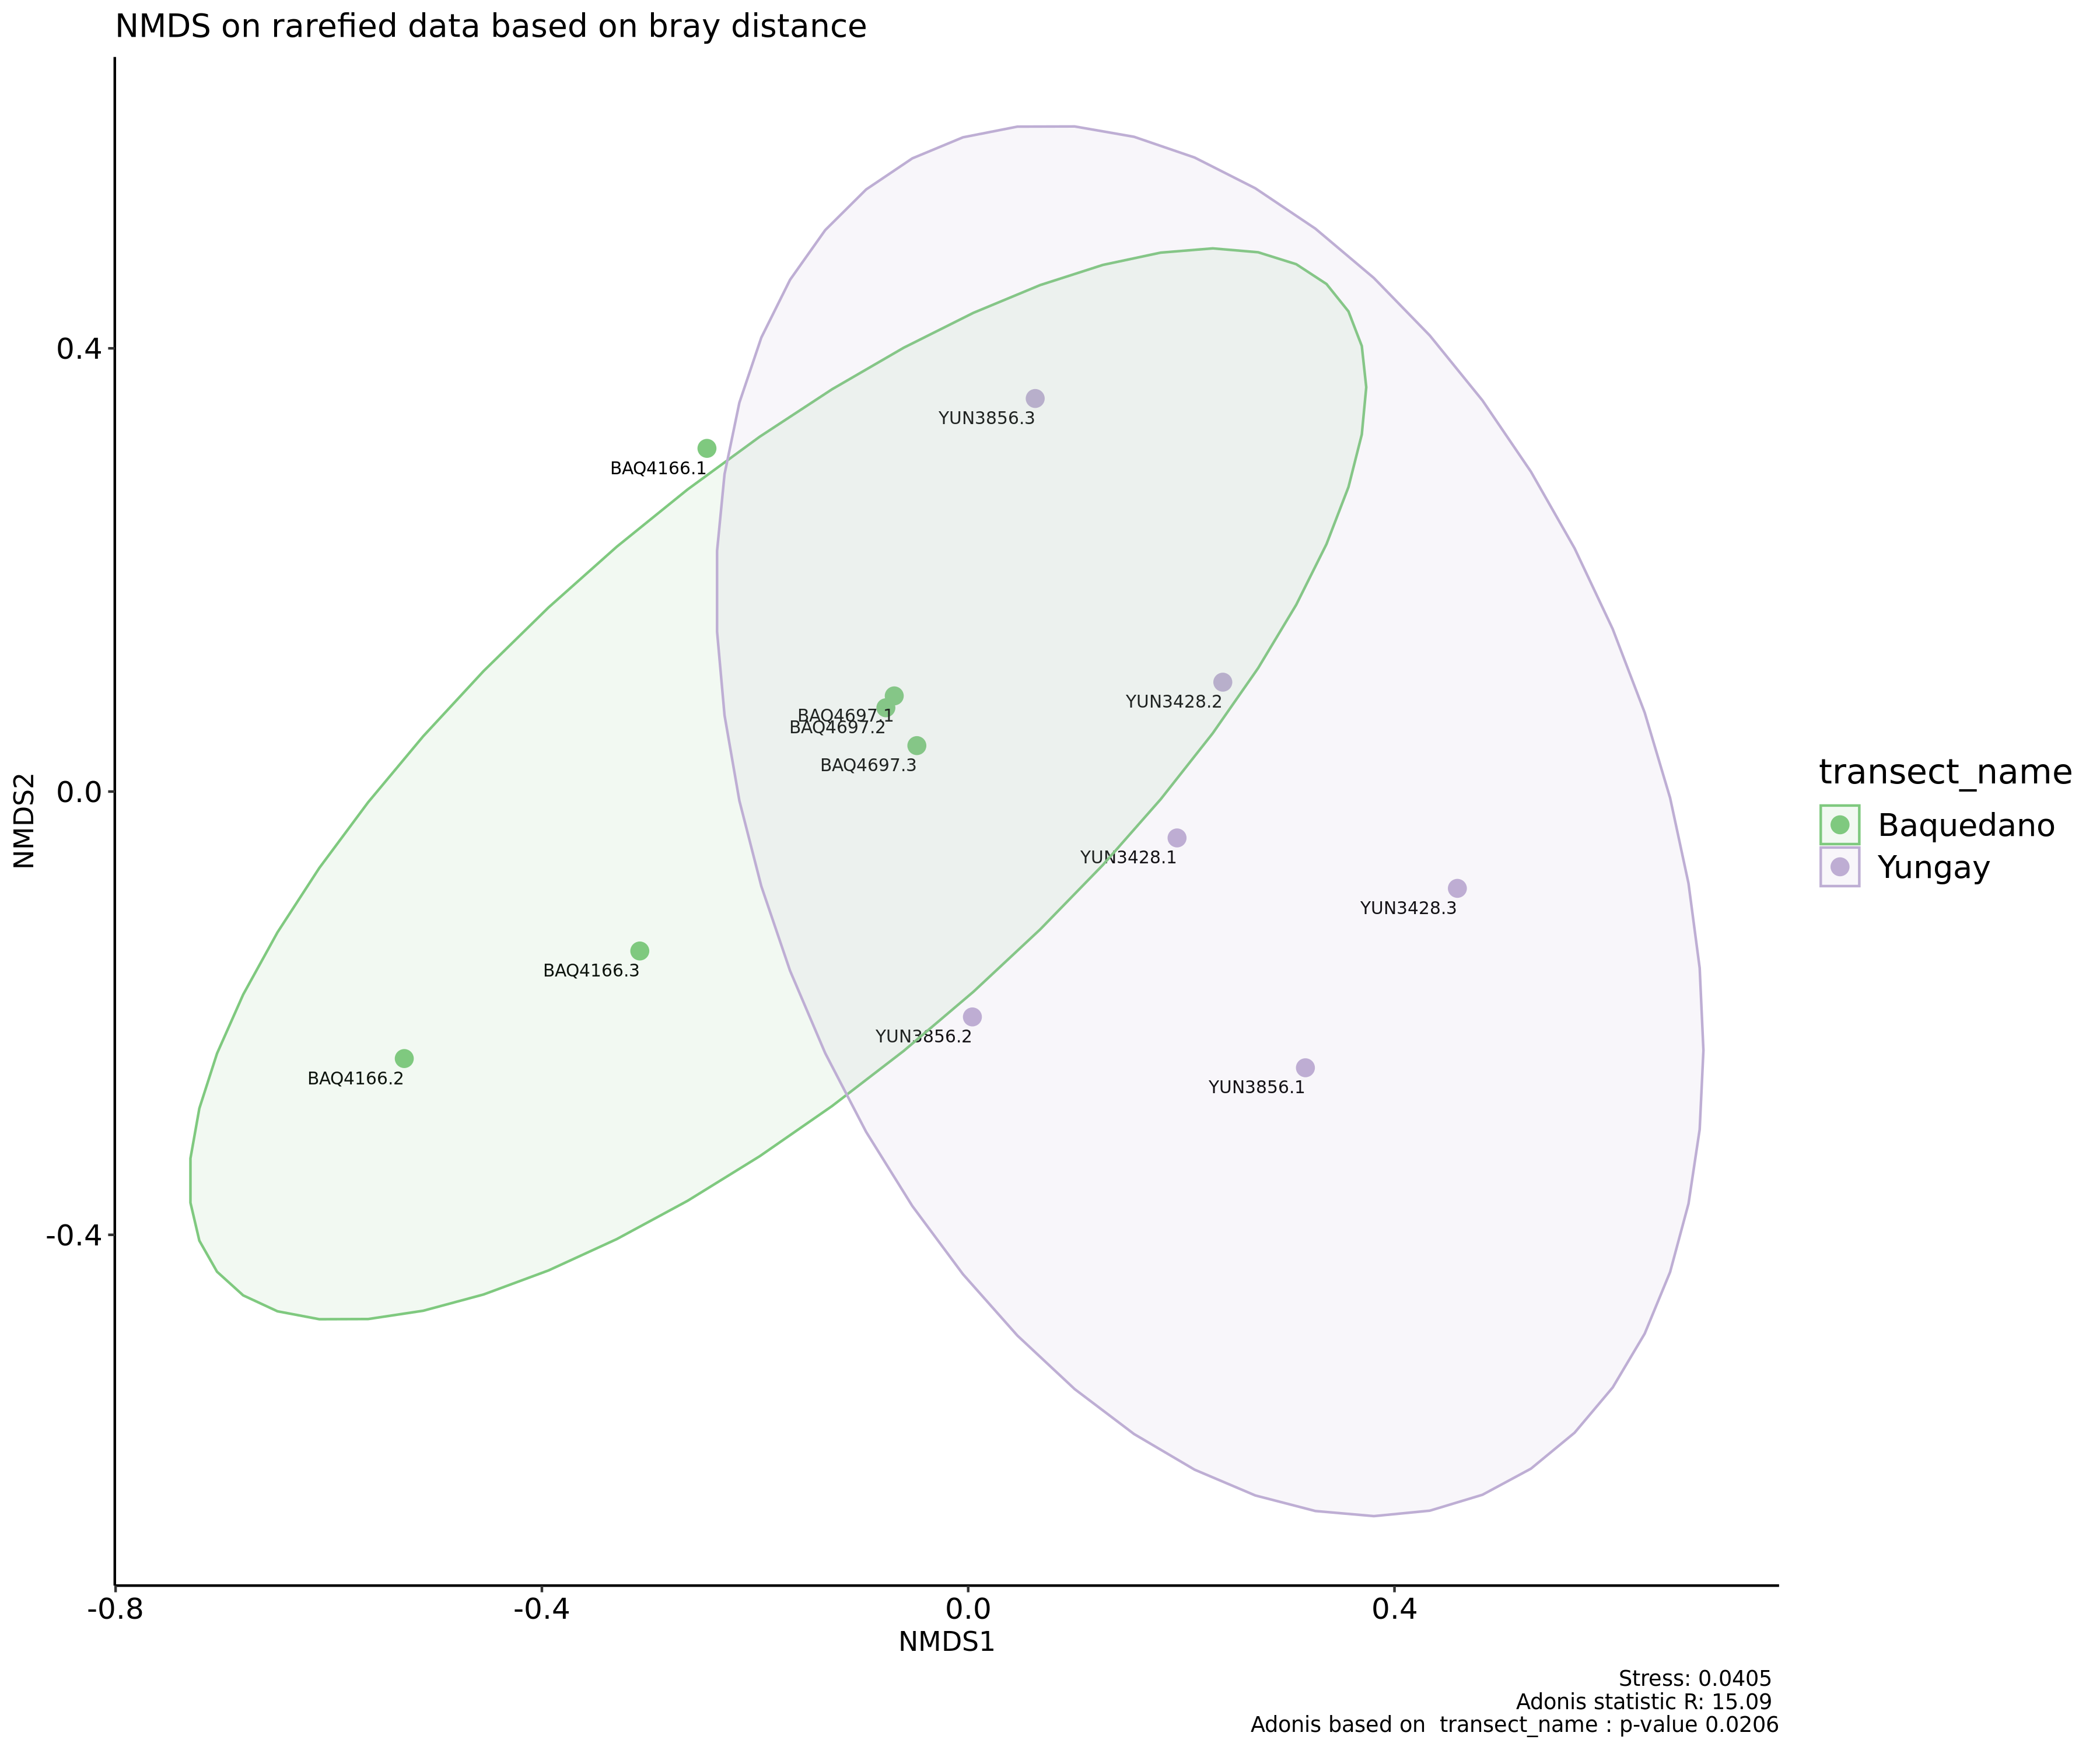 NMDS on rarefied data based on bray distance
0.4
0.0
-0.4
NMDS2
YUN3856.3
BAQ4166.1
YUN3428.2
BAQ4697.1
BAQ4697.2
BAQ4697.3
YUN3428.1
YUN3428.3
BAQ4166.3
YUN3856.2
BAQ4166.2
YUN3856.1
transect_name
Baquedano
Yungay
-0.8
-0.4
0.0
0.4
NMDS1
Stress: 0.0405
Adonis statistic R: 15.09
Adonis based on  transect_name : p-value 0.0206